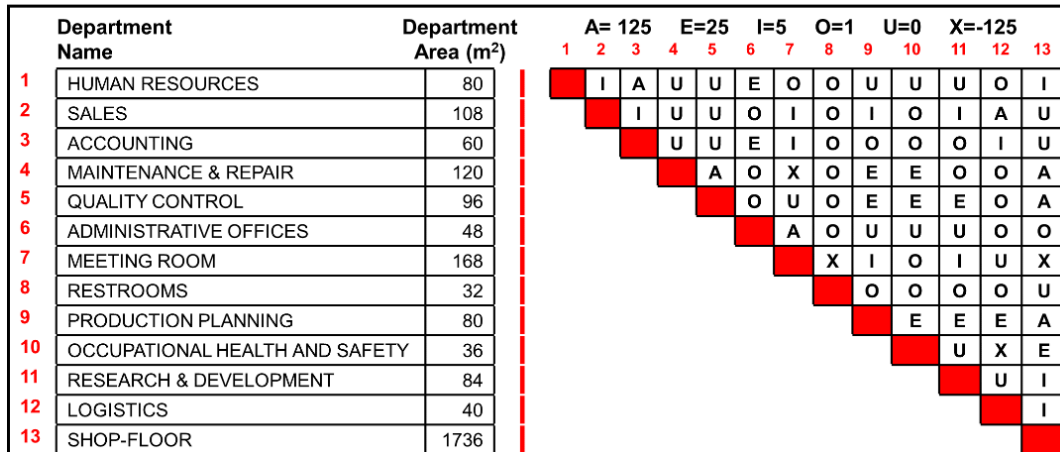 Department Department A= 125 E=25 I=5 O=1 U=0 X=-125
Name Area (m²) 1 2 3 4 5 6 7 8 9 10 11 12 13
1 HUMAN RESOURCES 80 I A U U E O O U U U O I
2 SALES 108 I U U O I O I O I A U
3 ACCOUNTING 60 U U E I O O O O I U
4 MAINTENANCE & REPAIR 120 A O X O E E O O A
5 QUALITY CONTROL 96 O U O E E E O A
6 ADMINISTRATIVE OFFICES 48 A O U U U O O
7 MEETING ROOM 168 X I O I U X
8 RESTROOMS 32 O O O O U
9 PRODUCTION PLANNING 80 E E E A
10 OCCUPATIONAL HEALTH AND SAFETY 36 U X E
11 RESEARCH & DEVELOPMENT 84 U I
12 LOGISTICS 40 I
13 SHOP-FLOOR 1736